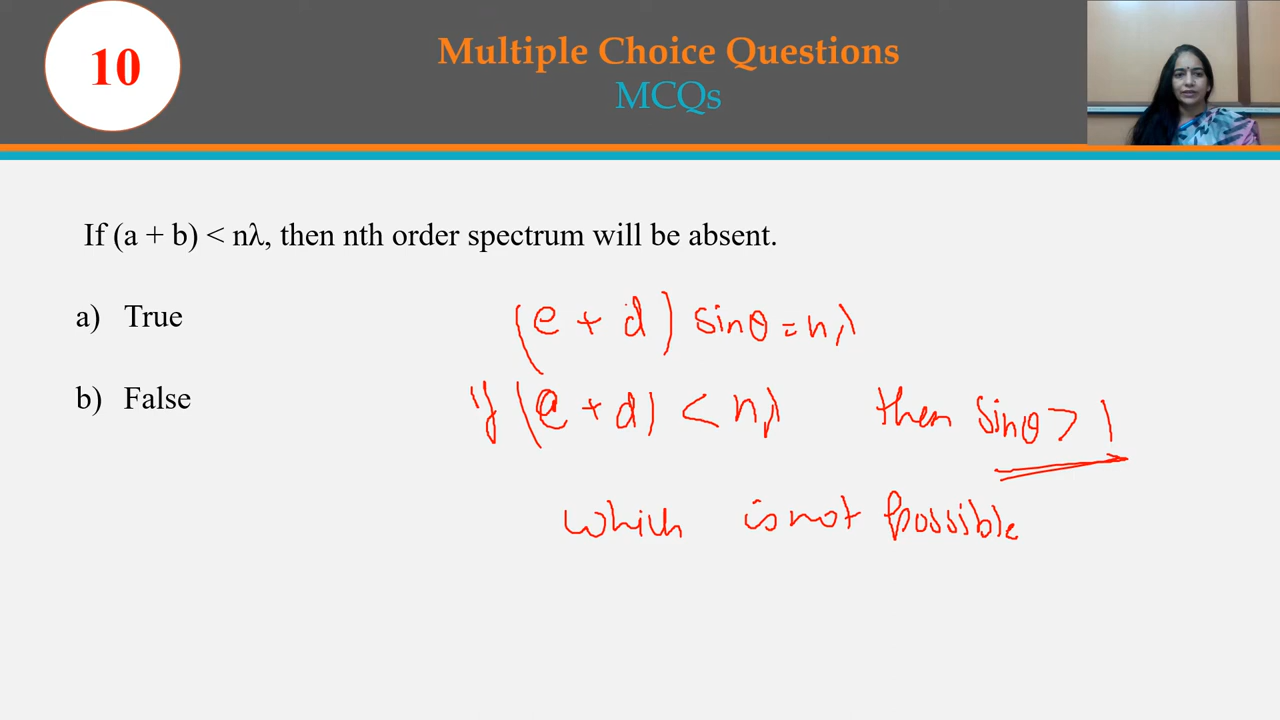 10
Multiple Choice Questions
MCQs
If (a + b) < nλ, then nth order spectrum will be absent.
a) True
b) False
(e + d) sinθ = nλ
if (e + d) < nλ then sinθ > 1
which is not possible